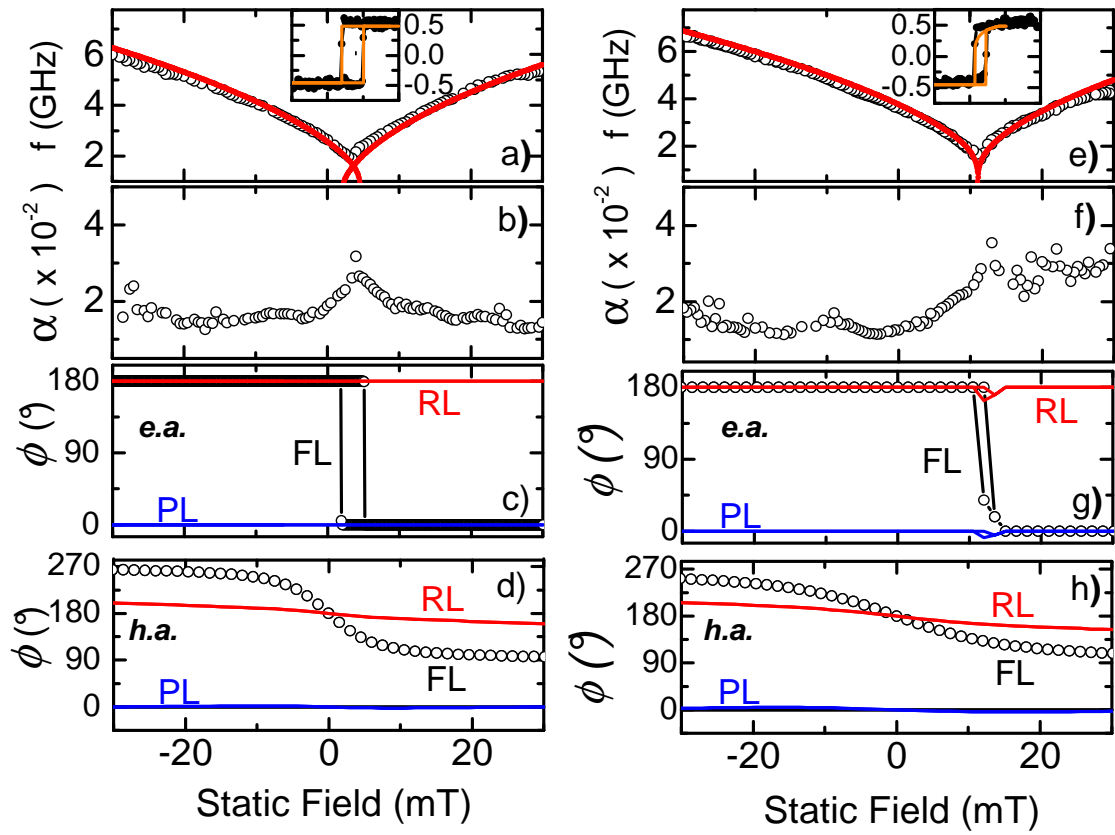 f (GHz)
6
4
2
0.5
0.0
-0.5
a)
α ( x 10⁻²)
4
2
b)
ϕ (°)
180
90
0
e.a.
RL
FL
PL
c)
ϕ (°)
270
180
90
0
h.a.
RL
FL
PL
d)
-20 0 20
Static Field (mT)
f (GHz)
6
4
2
0.5
0.0
-0.5
e)
α ( x 10⁻²)
4
2
f)
ϕ (°)
180
90
0
e.a.
RL
FL
PL
g)
ϕ (°)
270
180
90
0
h.a.
RL
FL
PL
h)
-20 0 20
Static Field (mT)